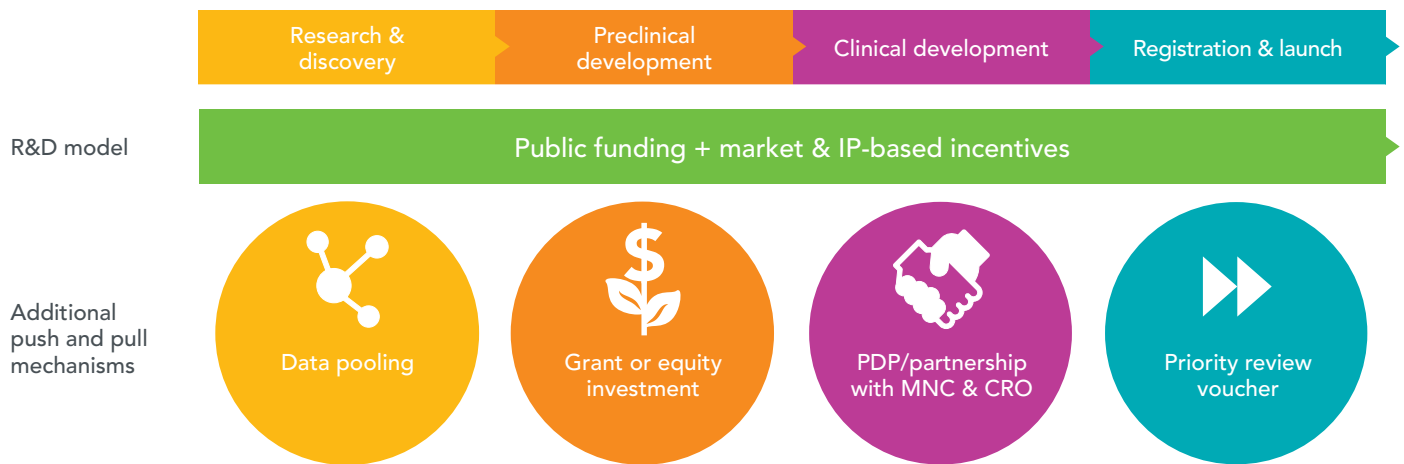 Research &
discovery
Preclinical
development
Clinical development
Registration & launch
R&D model
Public funding + market & IP-based incentives
Additional
push and pull
mechanisms
Data pooling
Grant or equity
investment
PDP/partnership
with MNC & CRO
Priority review
voucher